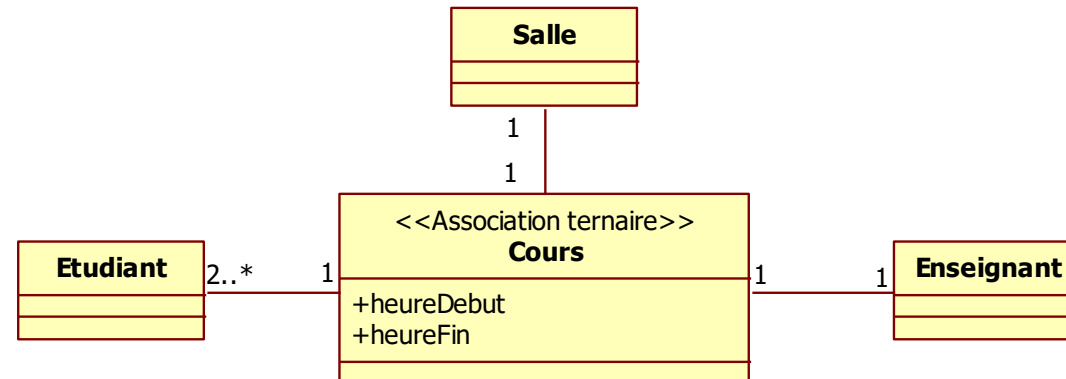 Salle
1
1
<<Association ternaire>>
Cours
Etudiant
2..*
1
1
1
Enseignant
+heureDebut
+heureFin